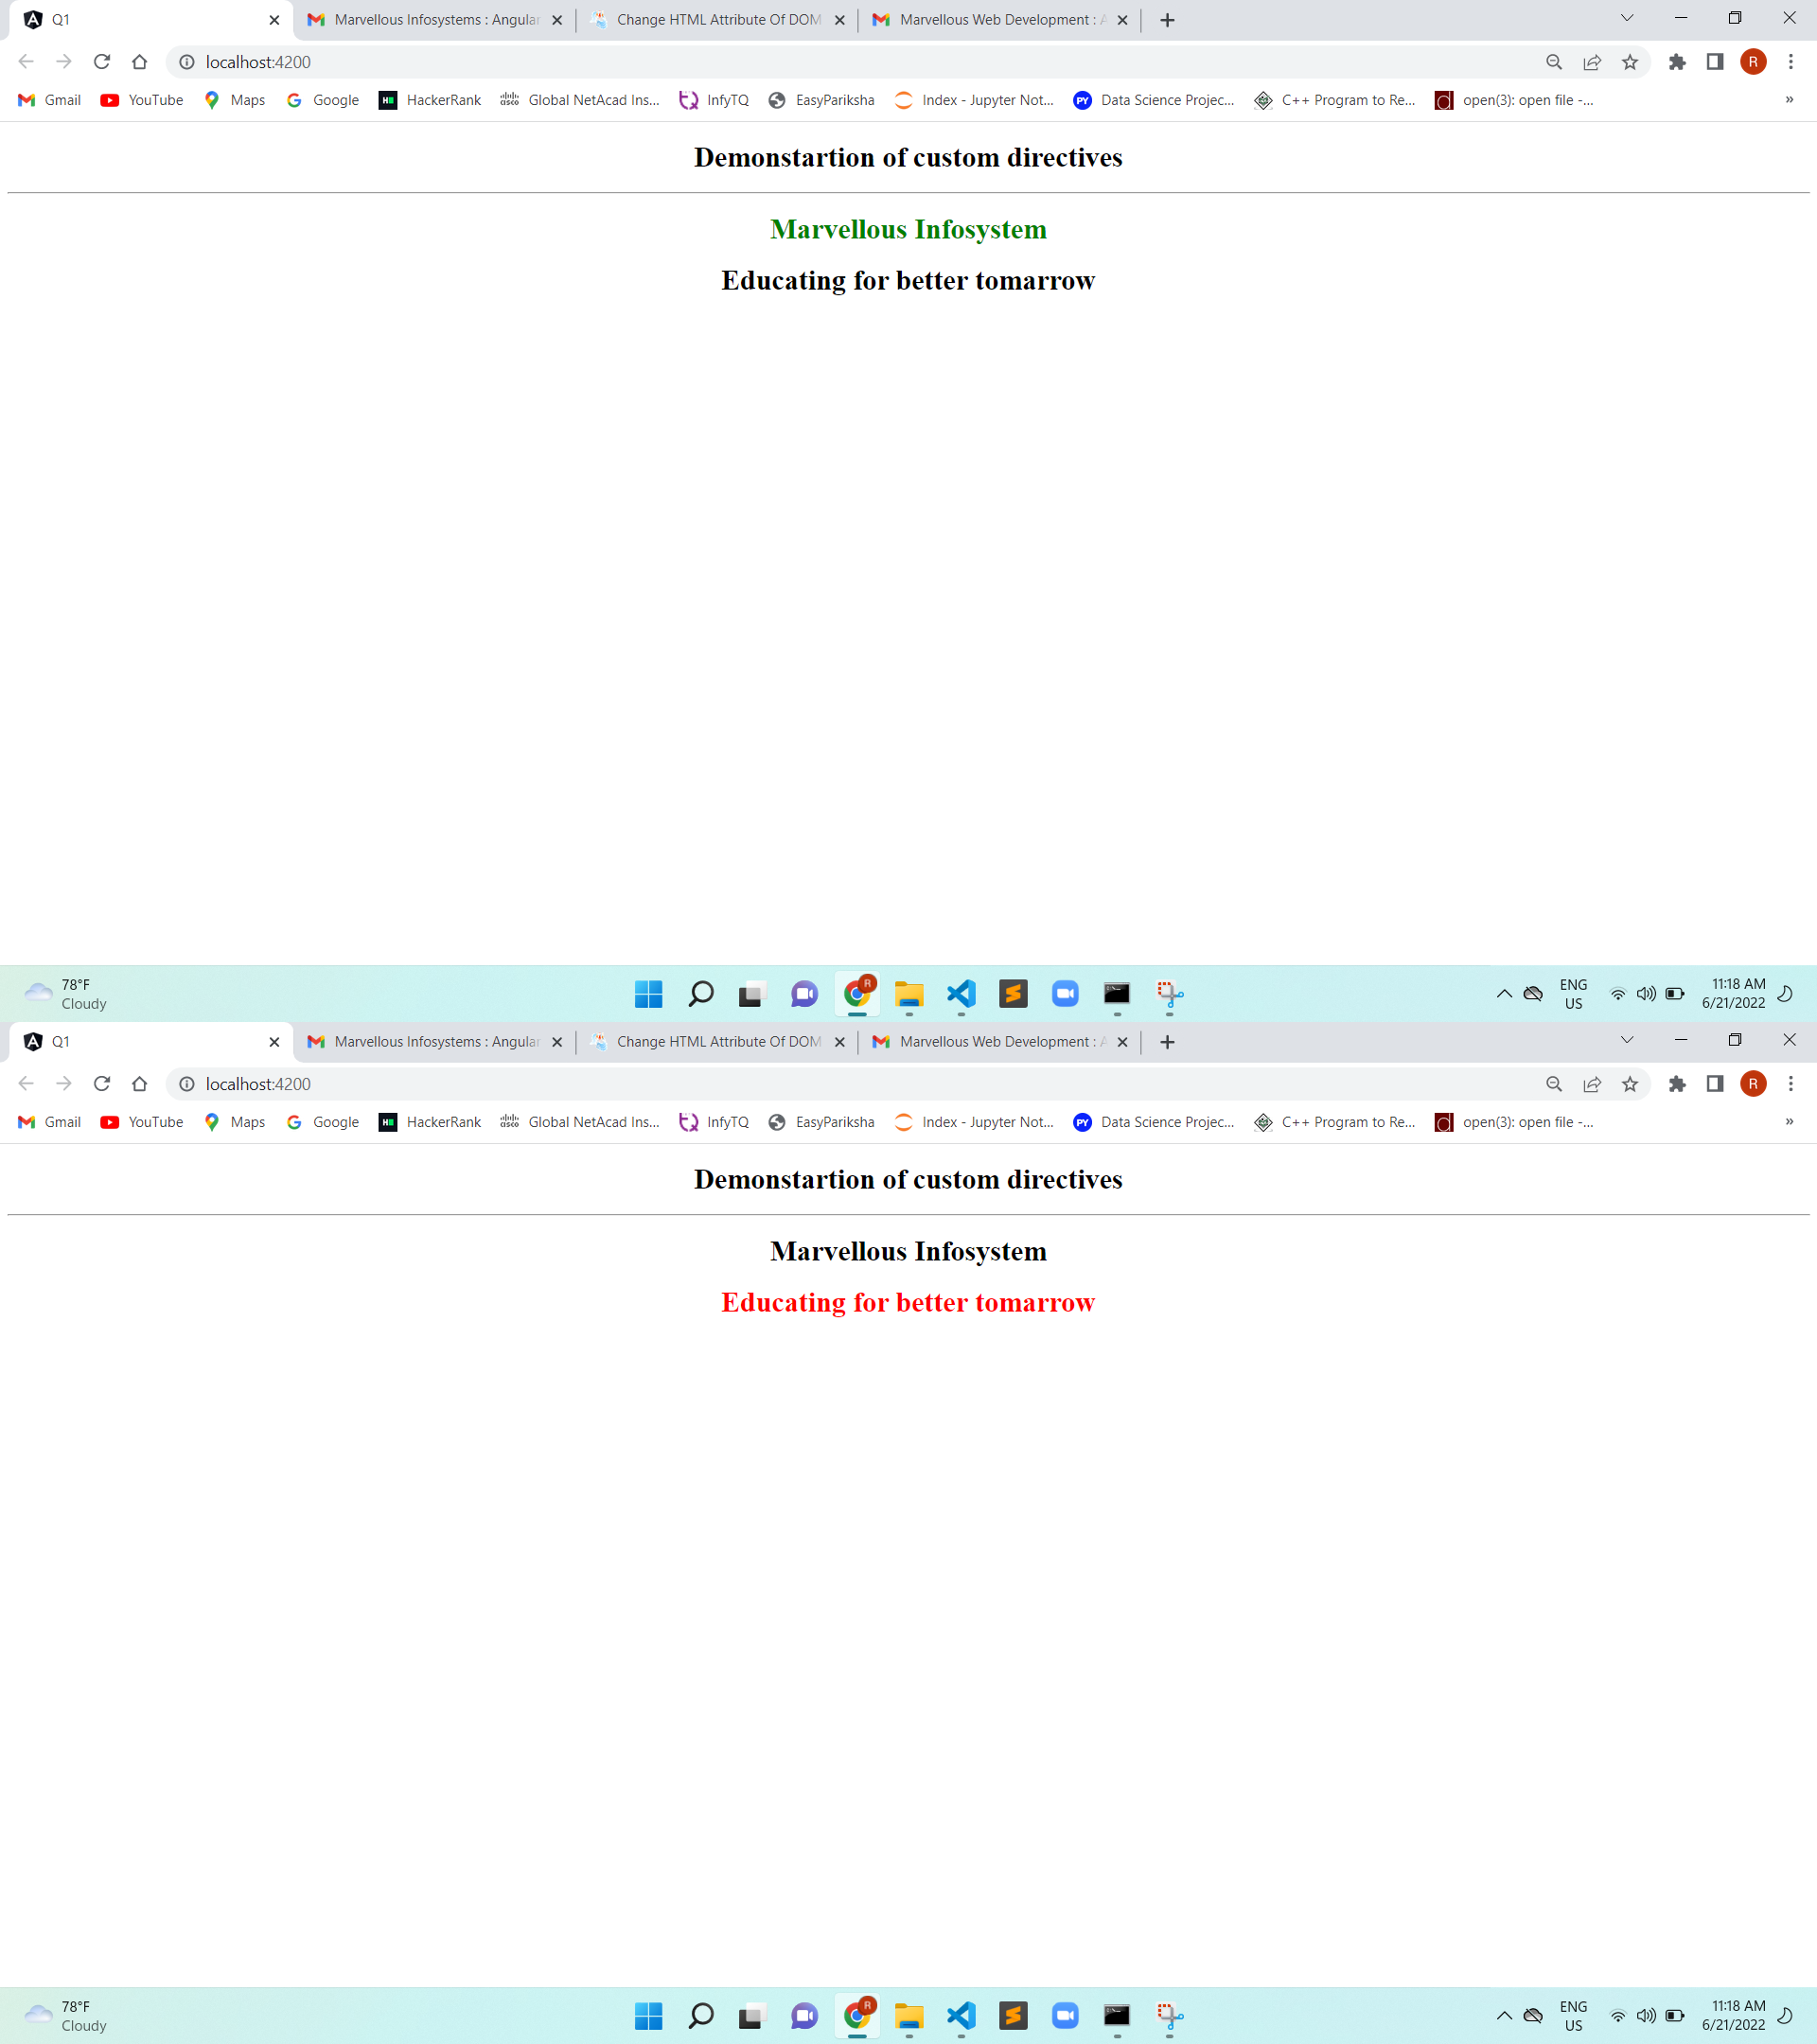 Q1 Marvellous Infosystems : Angular Change HTML Attribute Of DOM Marvellous Web Development : A
localhost:4200 R
Gmail YouTube Maps Google HackerRank Global NetAcad Ins... InfyTQ EasyPariksha Index - Jupyter Not... PY Data Science Projec... C++ Program to Re... open(3): open file -... »
Demonstartion of custom directives
Marvellous Infosystem
Educating for better tomarrow
78°F
Cloudy
R
ENG
US
11:18 AM
6/21/2022
Q1 Marvellous Infosystems : Angular Change HTML Attribute Of DOM Marvellous Web Development : A
localhost:4200 R
Gmail YouTube Maps Google HackerRank Global NetAcad Ins... InfyTQ EasyPariksha Index - Jupyter Not... PY Data Science Projec... C++ Program to Re... open(3): open file -... »
Demonstartion of custom directives
Marvellous Infosystem
Educating for better tomarrow
78°F
Cloudy
R
ENG
US
11:18 AM
6/21/2022